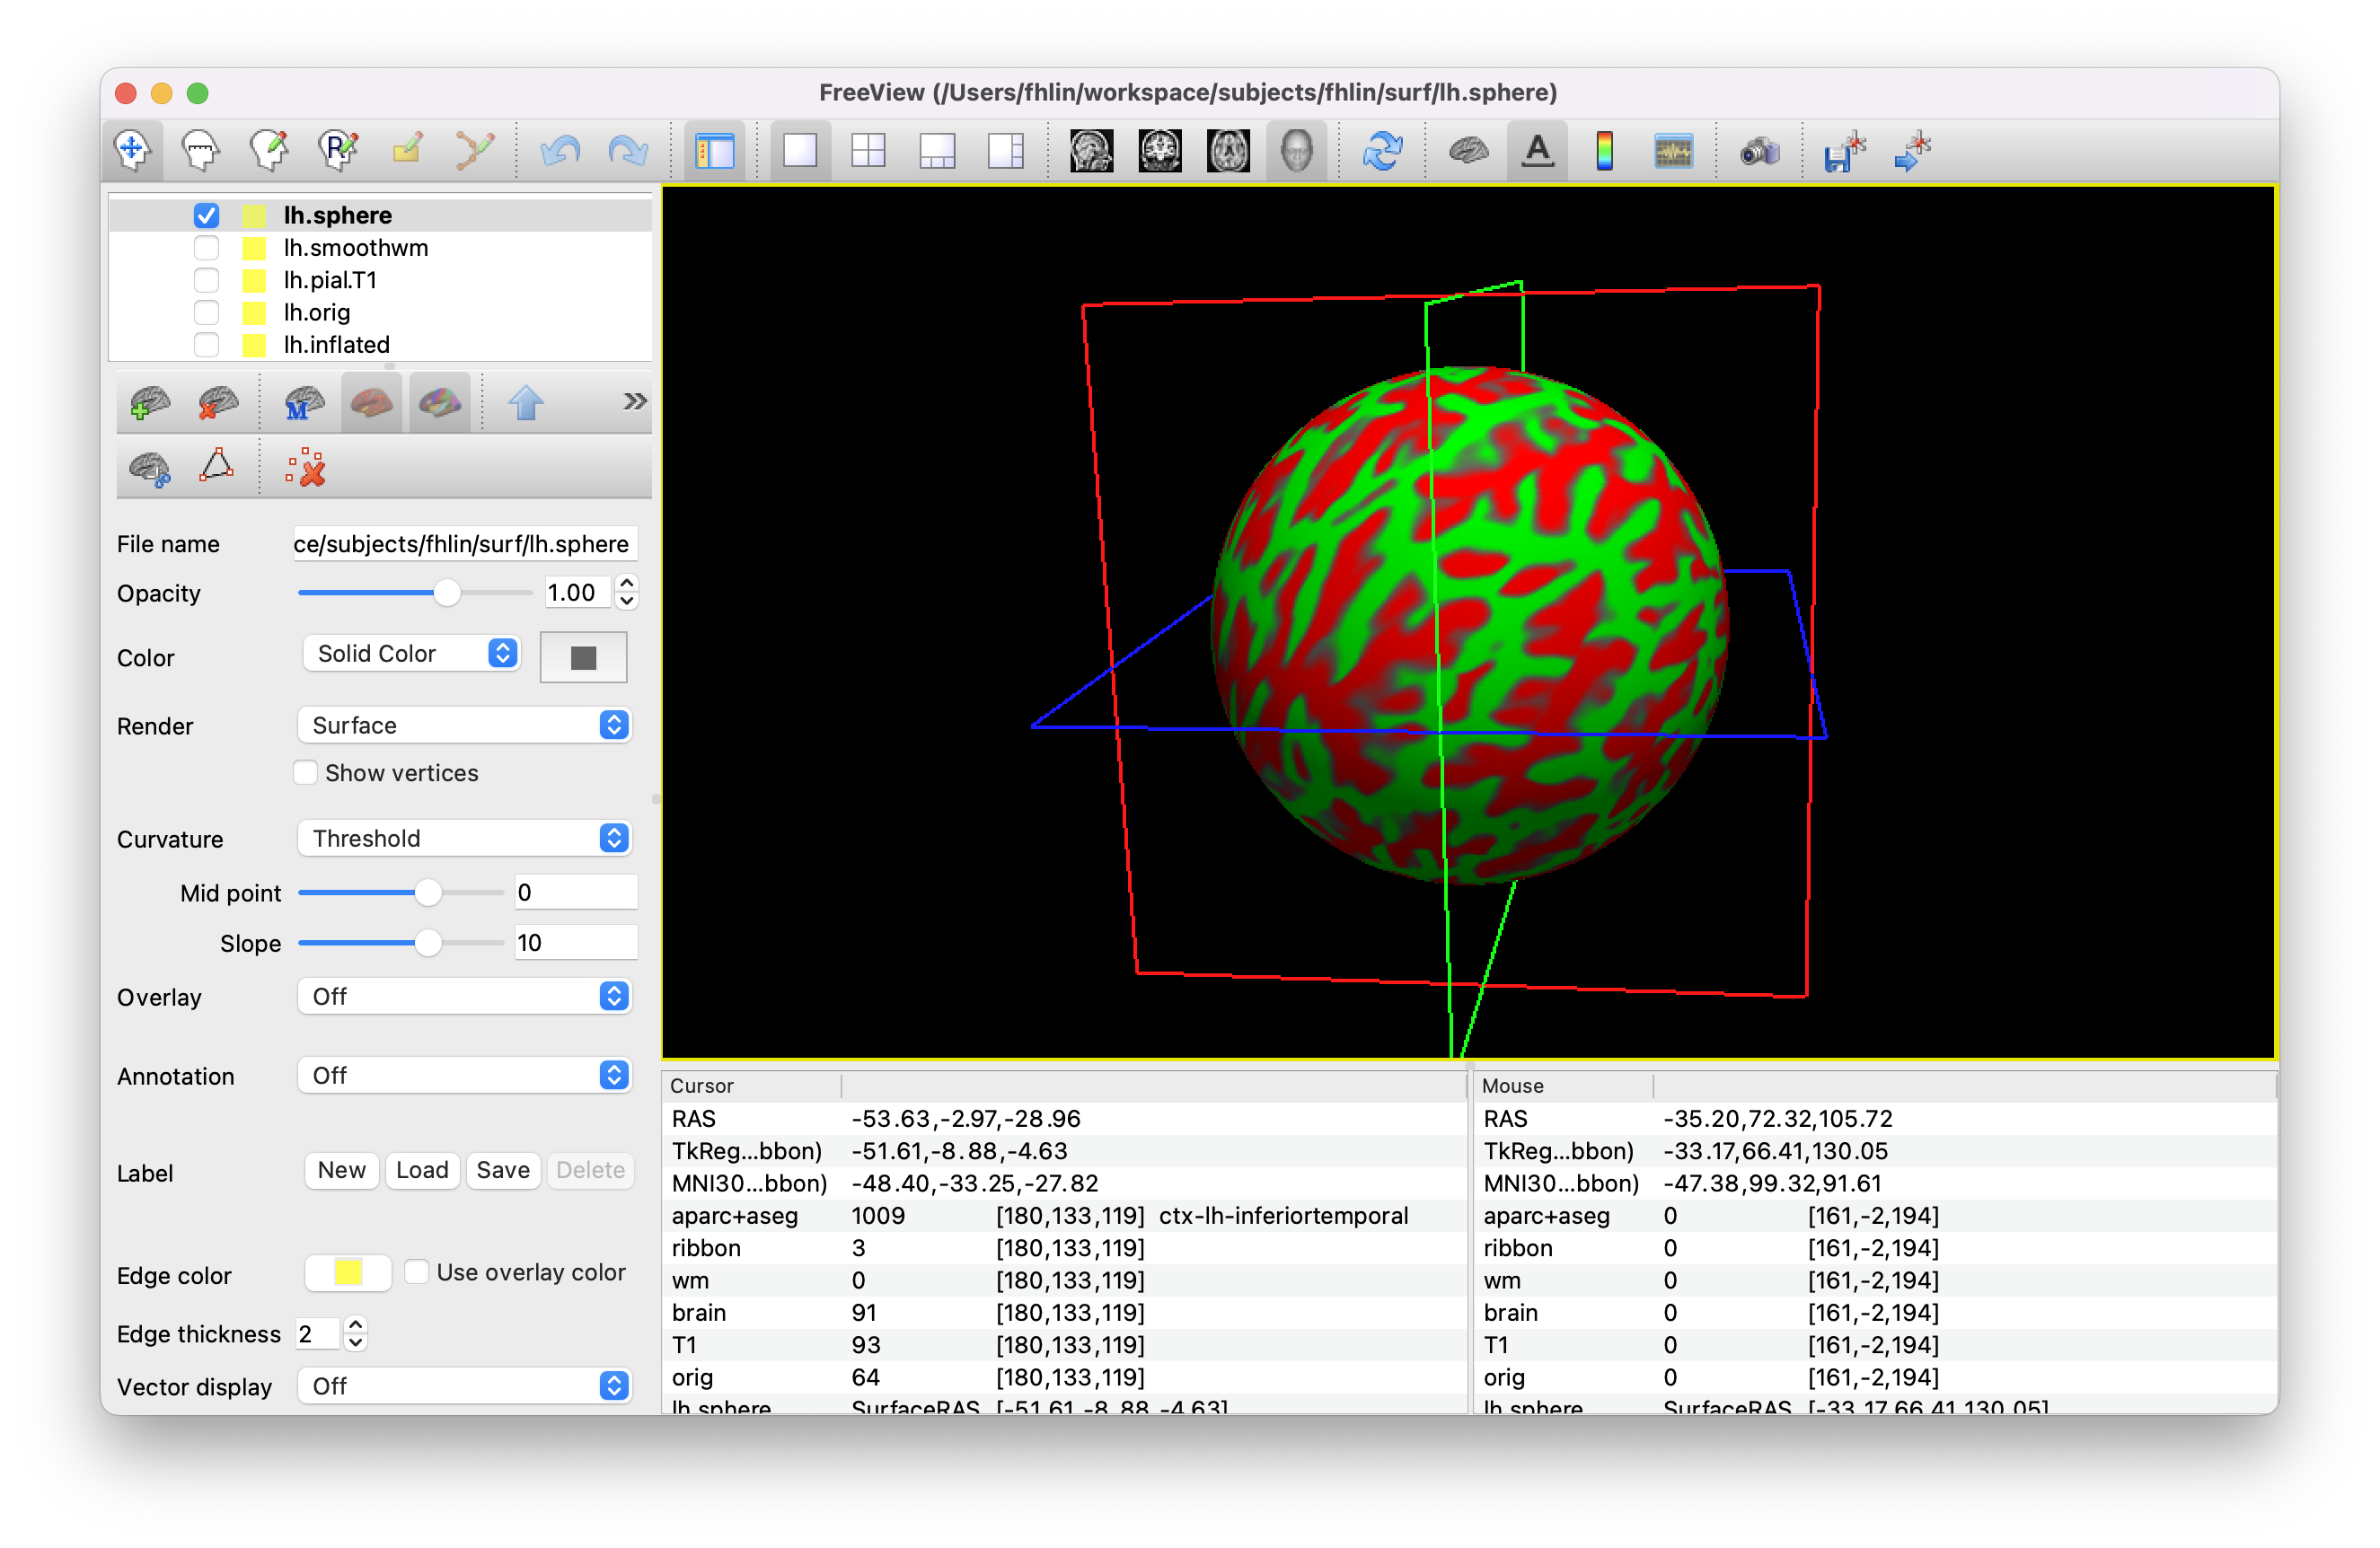 FreeView (/Users/fhlin/workspace/subjects/fhlin/surf/lh.sphere)
R
A
lh.sphere
lh.smoothwm
lh.pial.T1
lh.orig
lh.inflated
M
»
File name ce/subjects/fhlin/surf/lh.sphere
Opacity 1.00
Color Solid Color
Render Surface
Show vertices
Curvature Threshold
Mid point 0
Slope 10
Overlay Off
Annotation Off
Label New Load Save Delete
Edge color Use overlay color
Edge thickness 2
Vector display Off
Cursor
RAS -53.63,-2.97,-28.96
TkReg...bbon) -51.61,-8.88,-4.63
MNI30...bbon) -48.40,-33.25,-27.82
aparc+aseg 1009 [180,133,119] ctx-lh-inferiortemporal
ribbon 3 [180,133,119]
wm 0 [180,133,119]
brain 91 [180,133,119]
T1 93 [180,133,119]
orig 64 [180,133,119]
lh.sphere SurfaceRAS [-51.61,-8.88,-4.63]
Mouse
RAS -35.20,72.32,105.72
TkReg...bbon) -33.17,66.41,130.05
MNI30...bbon) -47.38,99.32,91.61
aparc+aseg 0 [161,-2,194]
ribbon 0 [161,-2,194]
wm 0 [161,-2,194]
brain 0 [161,-2,194]
T1 0 [161,-2,194]
orig 0 [161,-2,194]
lh.sphere SurfaceRAS [-33.17,66.41,130.05]